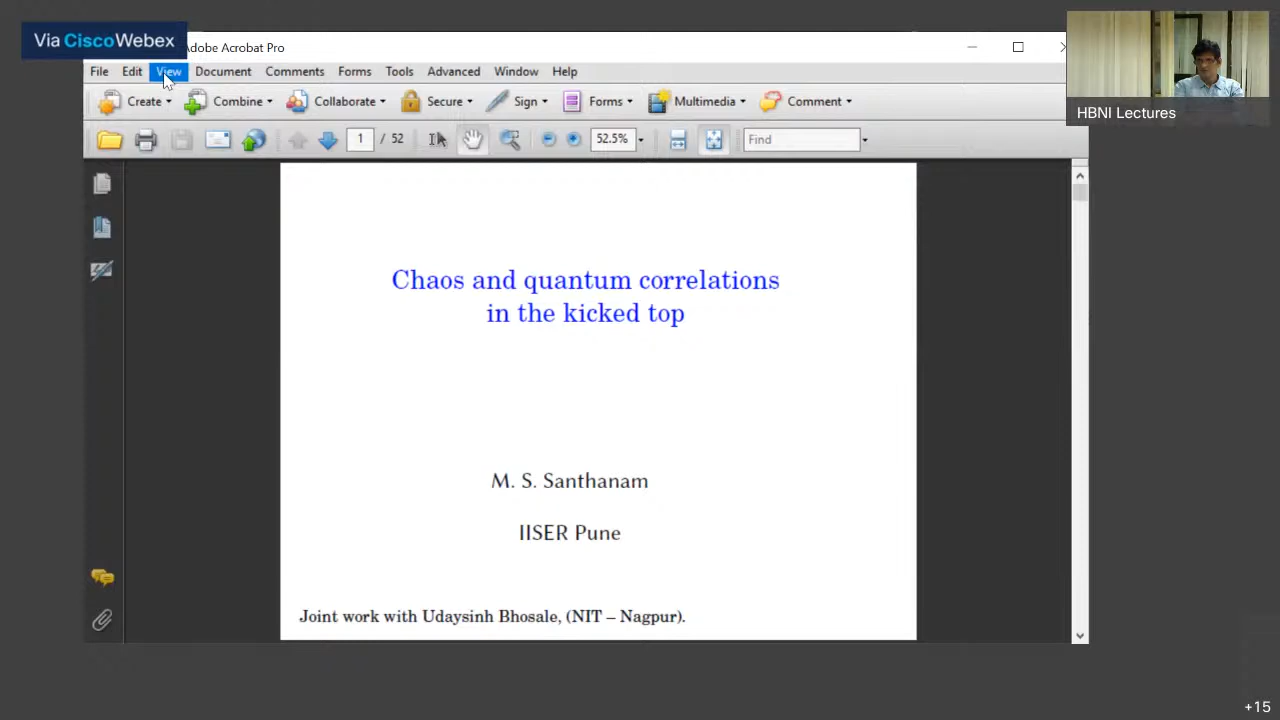 Via CiscoWebex
Adobe Acrobat Pro
File Edit View Document Comments Forms Tools Advanced Window Help
Create Combine Collaborate Secure Sign Forms Multimedia Comment
1 / 52 52.5% Find
HBNI Lectures
Chaos and quantum correlations
in the kicked top
M. S. Santhanam
IISER Pune
Joint work with Udaysinh Bhosale, (NIT – Nagpur).
+15